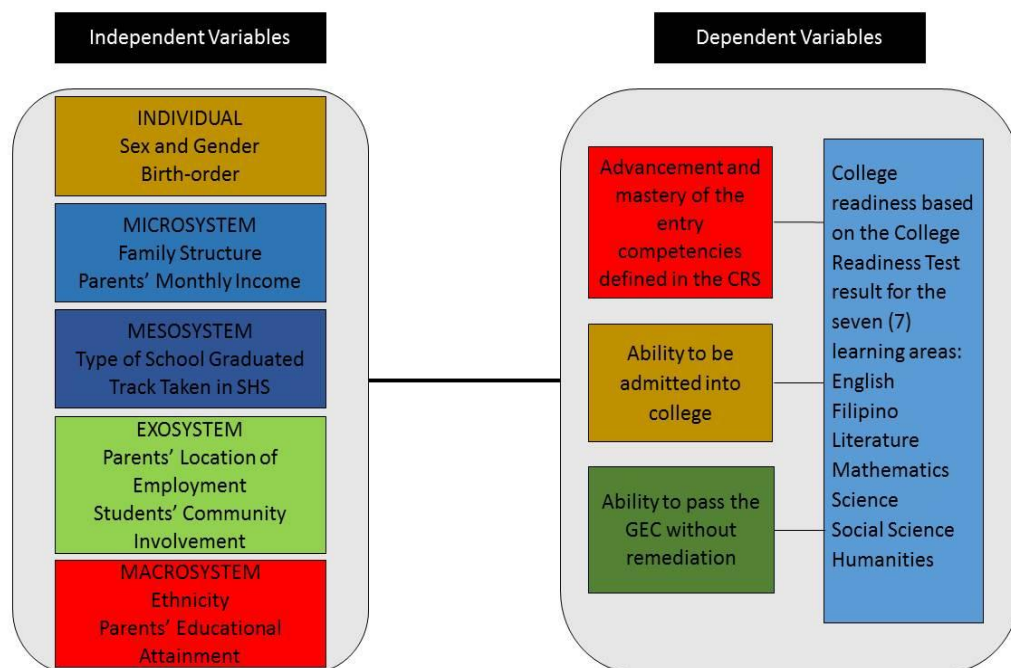 Independent Variables
INDIVIDUAL
Sex and Gender
Birth-order
MICROSYSTEM
Family Structure
Parents’ Monthly Income
MESOSYSTEM
Type of School Graduated
Track Taken in SHS
EXOSYSTEM
Parents’ Location of
Employment
Students’ Community
Involvement
MACROSYSTEM
Ethnicity
Parents’ Educational
Attainment
Dependent Variables
Advancement and
mastery of the
entry
competencies
defined in the CRS
Ability to be
admitted into
college
Ability to pass the
GEC without
remediation
College
readiness based
on the College
Readiness Test
result for the
seven (7)
learning areas:
English
Filipino
Literature
Mathematics
Science
Social Science
Humanities